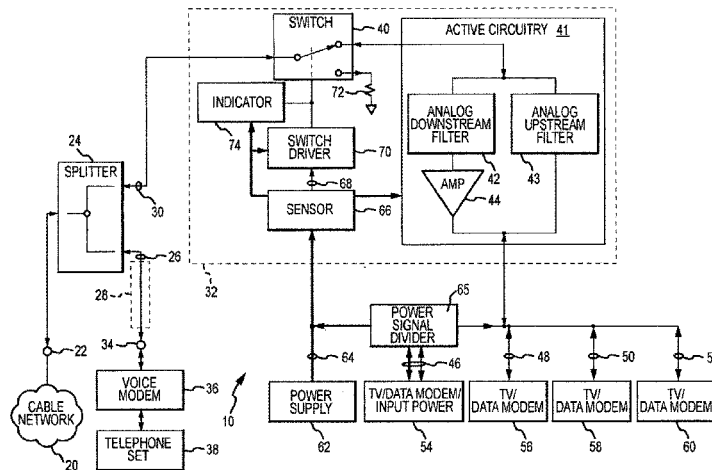 SWITCH
40
ACTIVE CIRCUITRY 41
INDICATOR
72
74
ANALOG
DOWNSTREAM
FILTER
ANALOG
UPSTREAM
FILTER
24
SPLITTER
SWITCH
DRIVER
70
42
43
AMP
44
30
68
SENSOR
66
26
28
32
65
POWER
SIGNAL
DIVIDER
34
22
64
46
48
50
5
VOICE
MODEM
36
CABLE
NETWORK
20
10
TELEPHONE
SET
38
POWER
SUPPLY
62
TV/DATA MODEM/
INPUT POWER
54
TV/
DATA MODEM
56
TV/
DATA MODEM
58
TV/
DATA MODEM
60